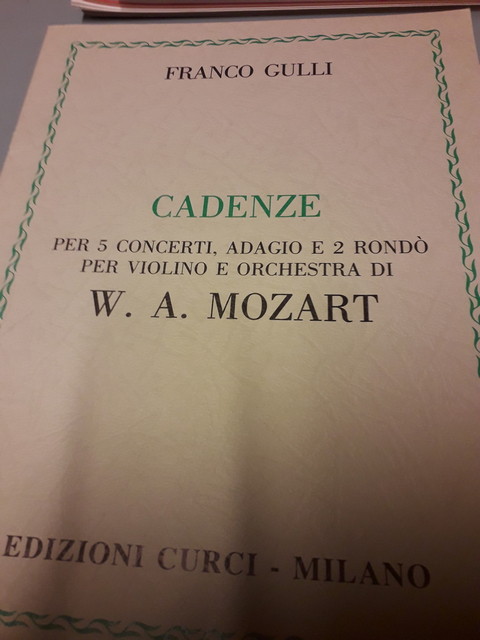 FRANCO GULLI
CADENZE
PER 5 CONCERTI, ADAGIO E 2 RONDÒ
PER VIOLINO E ORCHESTRA DI
W. A. MOZART
EDIZIONI CURCI - MILANO